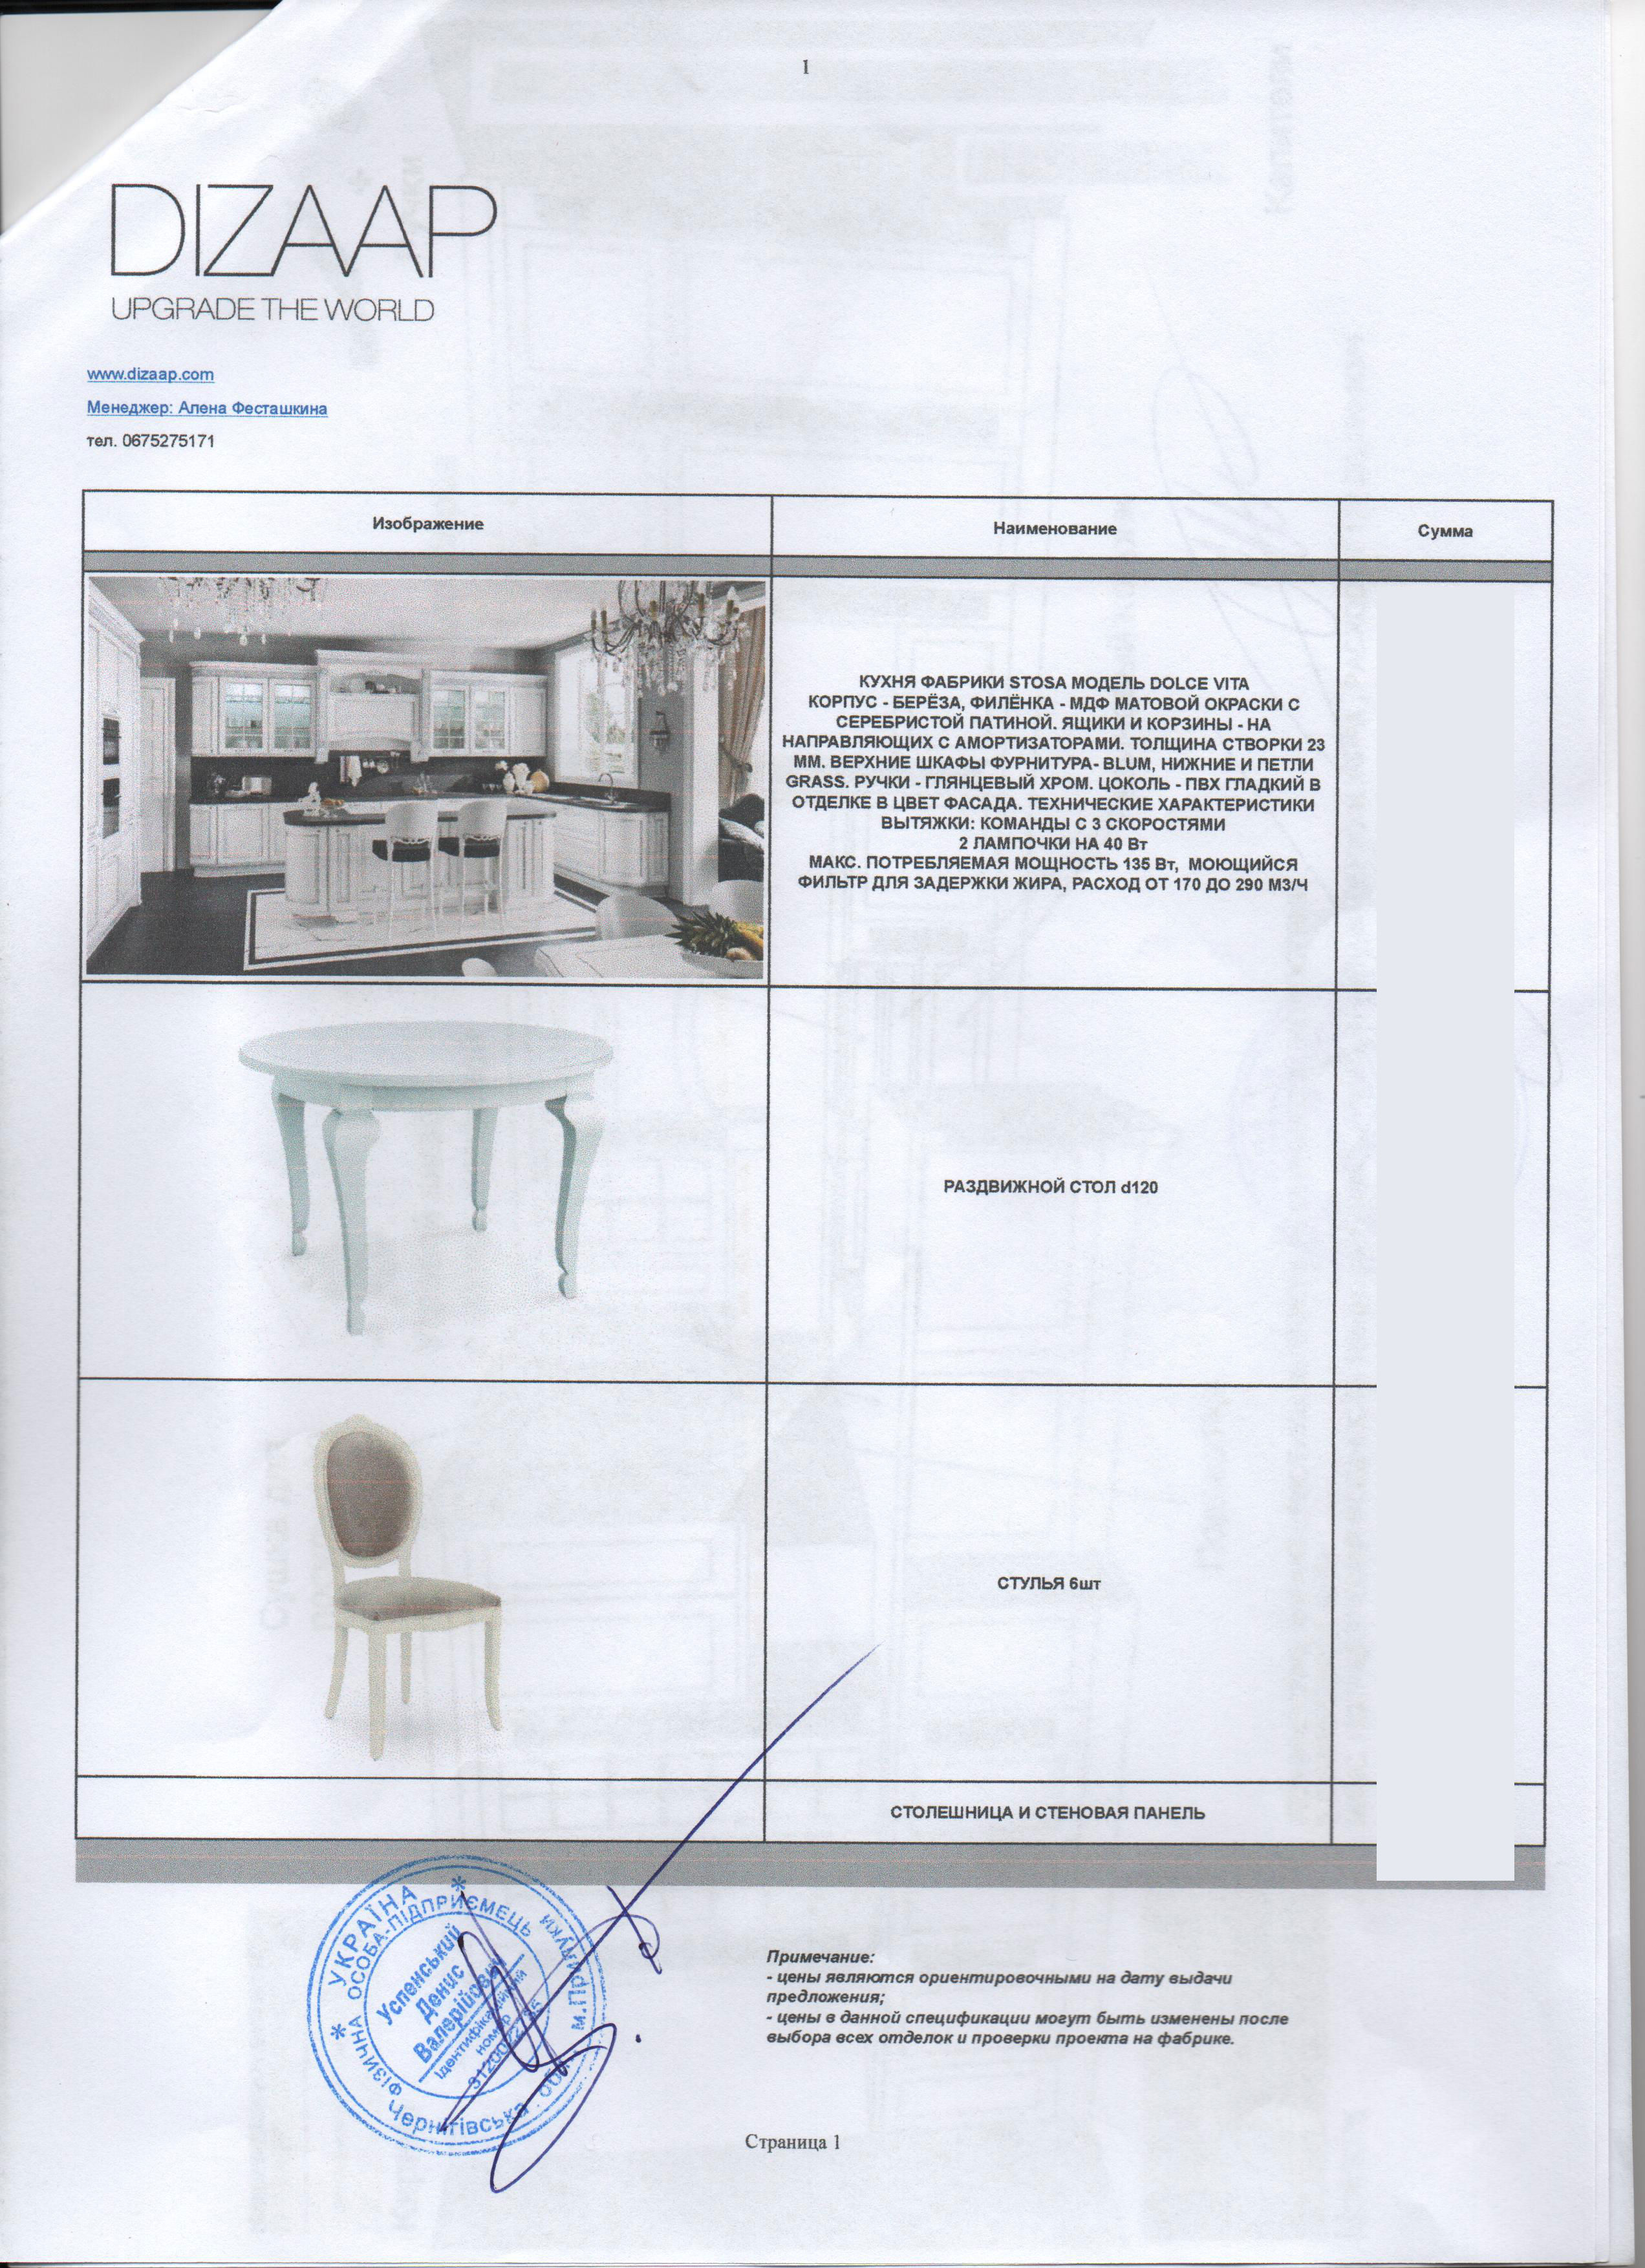 1
DIZAAP
UPGRADE THE WORLD
www.dizaap.com
Менеджер: Алена Фесташкина
тел. 0675275171
Изображение
Наименование
Сумма
КУХНЯ ФАБРИКИ STOSA МОДЕЛЬ DOLCE VITA
КОРПУС - БЕРЁЗА, ФИЛЁНКА - МДФ МАТОВОЙ ОКРАСКИ С
СЕРЕБРИСТОЙ ПАТИНОЙ. ЯЩИКИ И КОРЗИНЫ - НА
НАПРАВЛЯЮЩИХ С АМОРТИЗАТОРАМИ. ТОЛЩИНА СТВОРКИ 23
ММ. ВЕРХНИЕ ШКАФЫ ФУРНИТУРА- BLUM, НИЖНИЕ И ПЕТЛИ
GRASS. РУЧКИ - ГЛЯНЦЕВЫЙ ХРОМ. ЦОКОЛЬ - ПВХ ГЛАДКИЙ В
ОТДЕЛКЕ В ЦВЕТ ФАСАДА. ТЕХНИЧЕСКИЕ ХАРАКТЕРИСТИКИ
ВЫТЯЖКИ: КОМАНДЫ С 3 СКОРОСТЯМИ
2 ЛАМПОЧКИ НА 40 Вт
МАКС. ПОТРЕБЛЯЕМАЯ МОЩНОСТЬ 135 Вт, МОЮЩИЙСЯ
ФИЛЬТР ДЛЯ ЗАДЕРЖКИ ЖИРА, РАСХОД ОТ 170 ДО 290 М3/Ч
РАЗДВИЖНОЙ СТОЛ d120
СТУЛЬЯ 6шт
СТОЛЕШНИЦА И СТЕНОВАЯ ПАНЕЛЬ
УКРАЇНА
ФІЗИЧНА ОСОБА-ПІДПРИЄМЕЦЬ
Успенський
Денис
Валерійович
Ідентифікаційний
номер
Чернігівська обл. м.Прилуки
Примечание:
- цены являются ориентировочными на дату выдачи
предложения;
- цены в данной спецификации могут быть изменены после
выбора всех отделок и проверки проекта на фабрике.
Страница 1